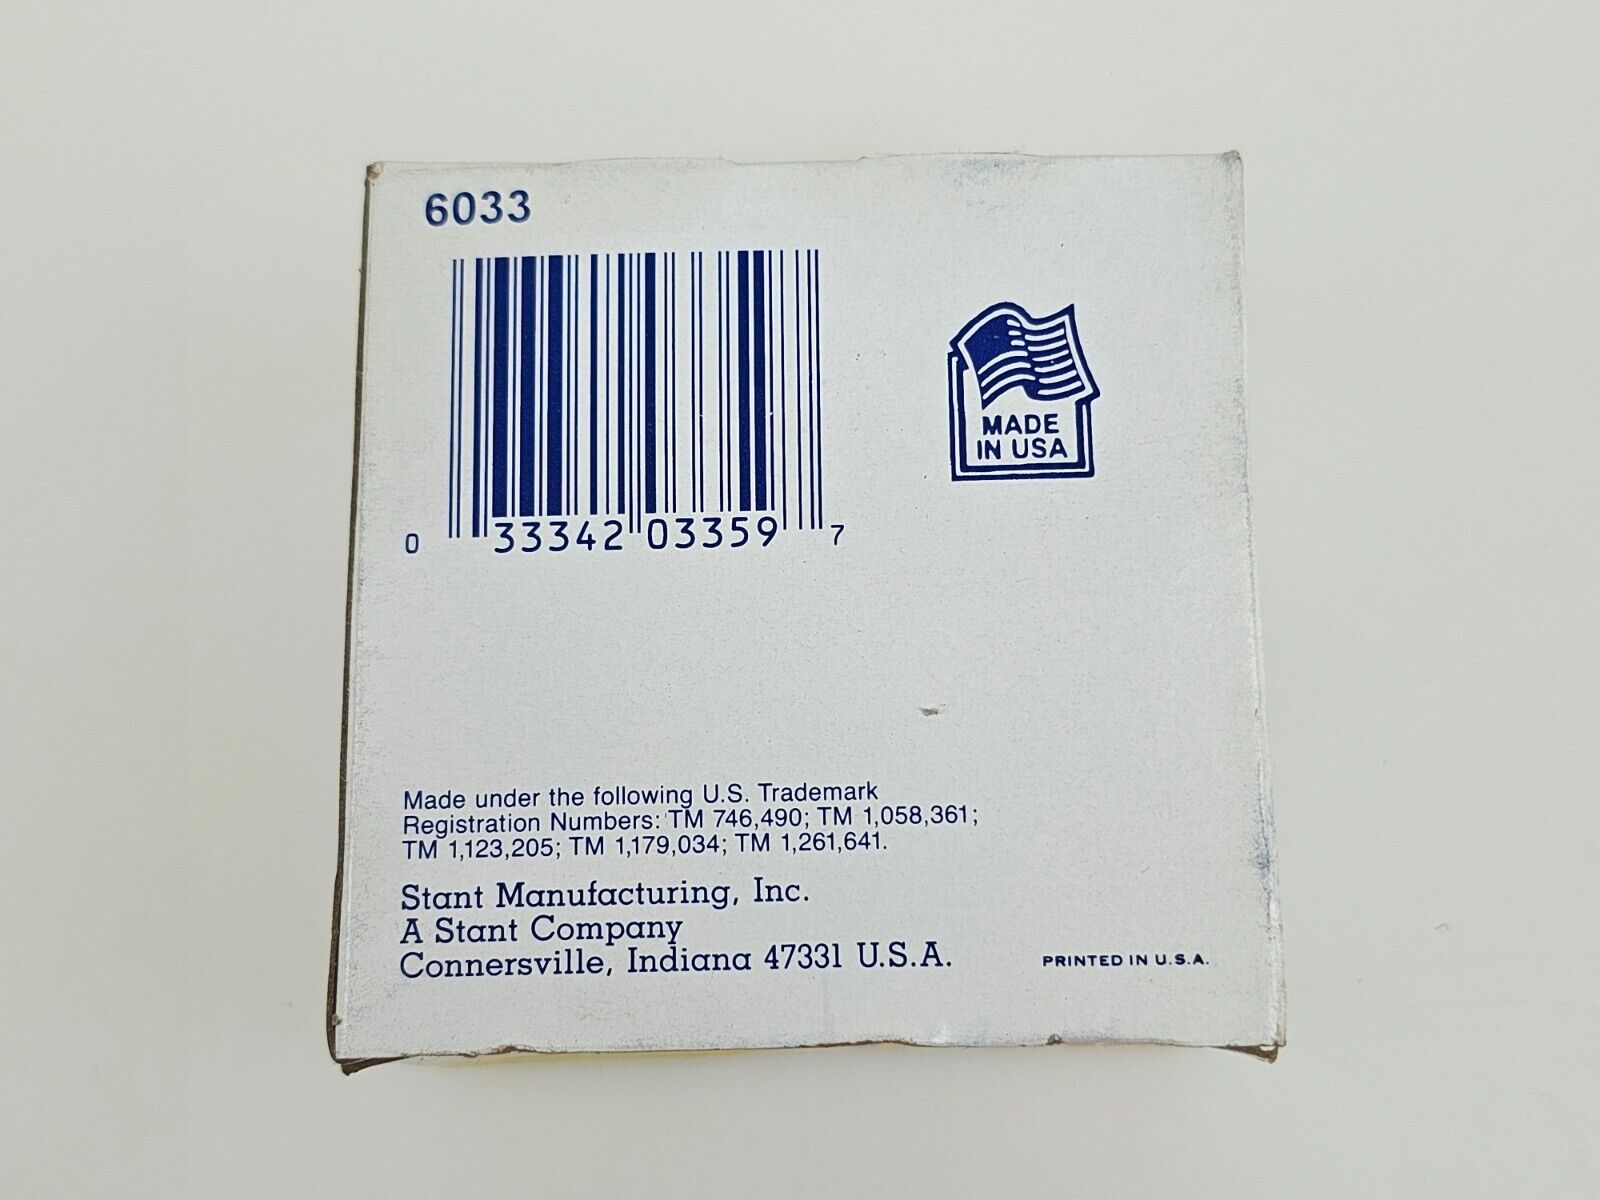 6033
MADE
IN USA
0 33342 03359 7
Made under the following U.S. Trademark
Registration Numbers: TM 746,490; TM 1,058,361;
TM 1,123,205; TM 1,179,034; TM 1,261,641.
Stant Manufacturing, Inc.
A Stant Company
Connersville, Indiana 47331 U.S.A.
PRINTED IN U.S.A.